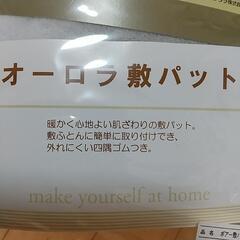 オーロラ敷パット
暖かく心地よい肌ざわりの敷パット。
敷ふとんに簡単に取り付けでき、
外れにくい四隅ゴムつき。
make yourself at home
品名